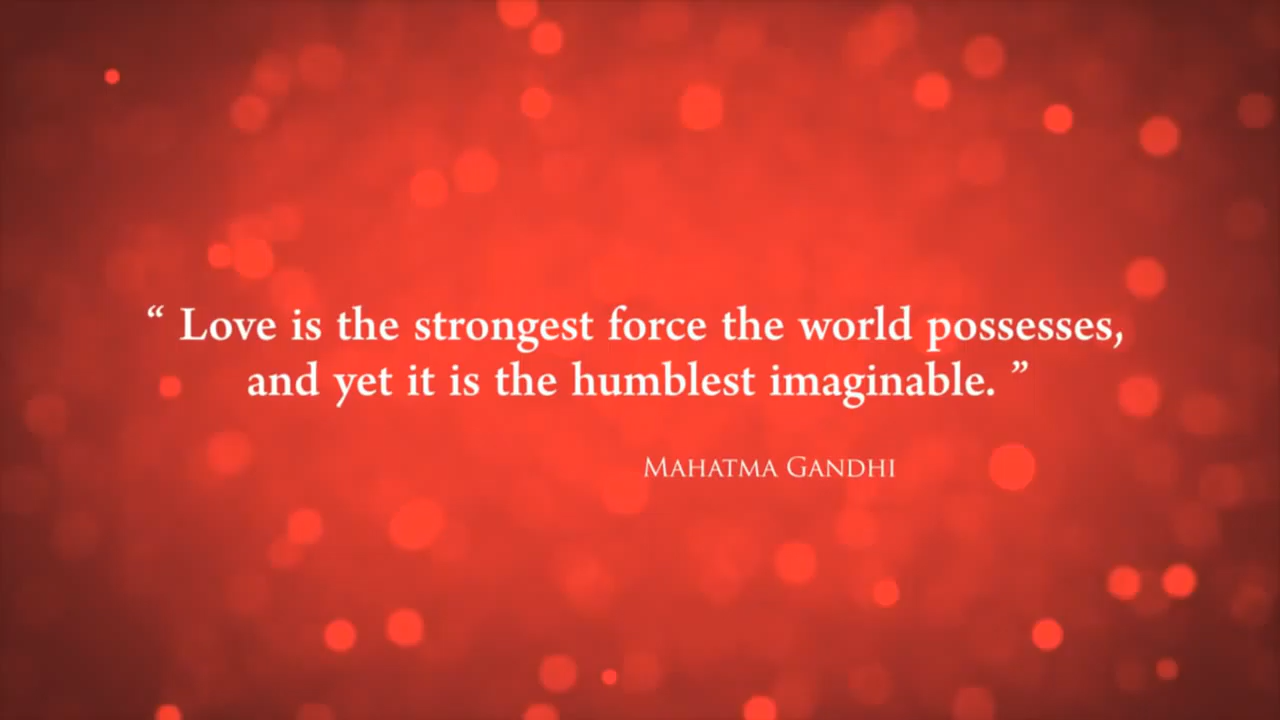 “ Love is the strongest force the world possesses,
and yet it is the humblest imaginable. ”
Mahatma Gandhi